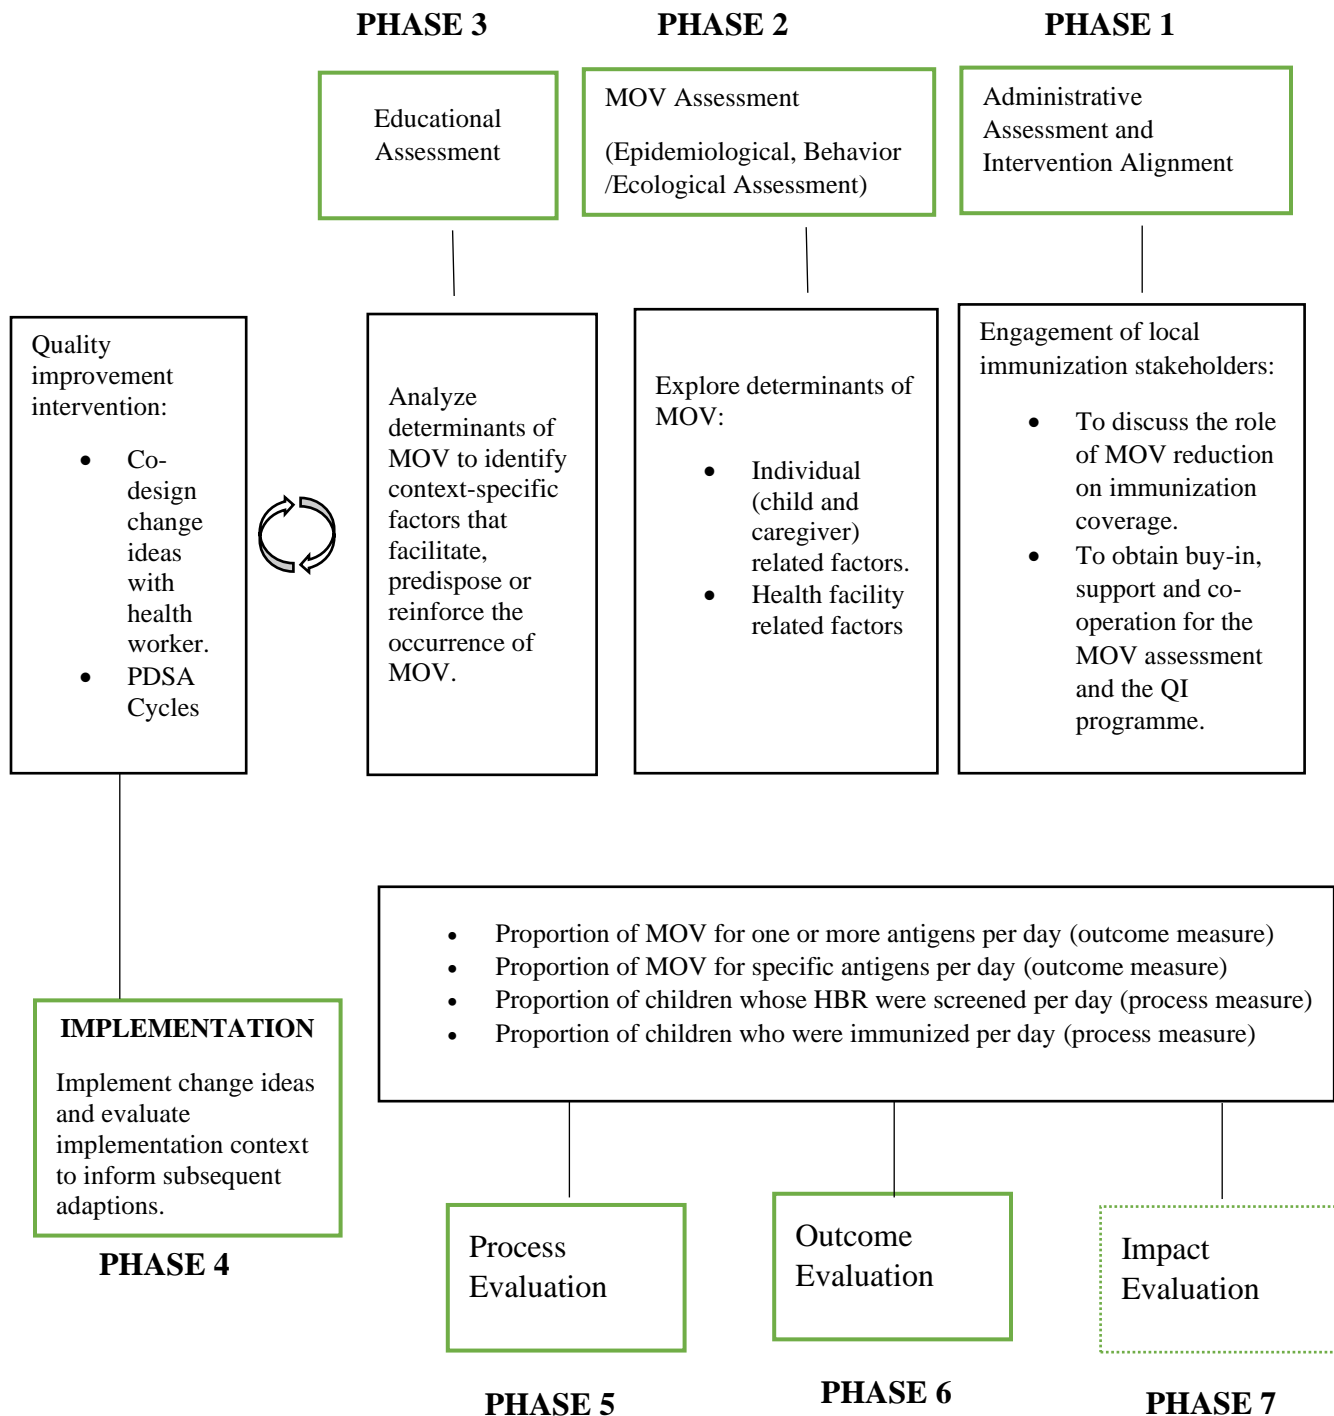 PHASE 3
PHASE 2
PHASE 1
Educational
Assessment
MOV Assessment
(Epidemiological, Behavior
/Ecological Assessment)
Administrative
Assessment and
Intervention Alignment
Quality
improvement
intervention:
• Co-
design
change
ideas
with
health
worker.
• PDSA
Cycles
Analyze
determinants of
MOV to identify
context-specific
factors that
facilitate,
predispose or
reinforce the
occurrence of
MOV.
Explore determinants of
MOV:
• Individual
(child and
caregiver)
related factors.
• Health facility
related factors
Engagement of local
immunization stakeholders:
• To discuss the role
of MOV reduction
on immunization
coverage.
• To obtain buy-in,
support and co-
operation for the
MOV assessment
and the QI
programme.
• Proportion of MOV for one or more antigens per day (outcome measure)
• Proportion of MOV for specific antigens per day (outcome measure)
• Proportion of children whose HBR were screened per day (process measure)
• Proportion of children who were immunized per day (process measure)
IMPLEMENTATION
Implement change ideas
and evaluate
implementation context
to inform subsequent
adaptions.
PHASE 4
Process
Evaluation
Outcome
Evaluation
Impact
Evaluation
PHASE 5
PHASE 6
PHASE 7